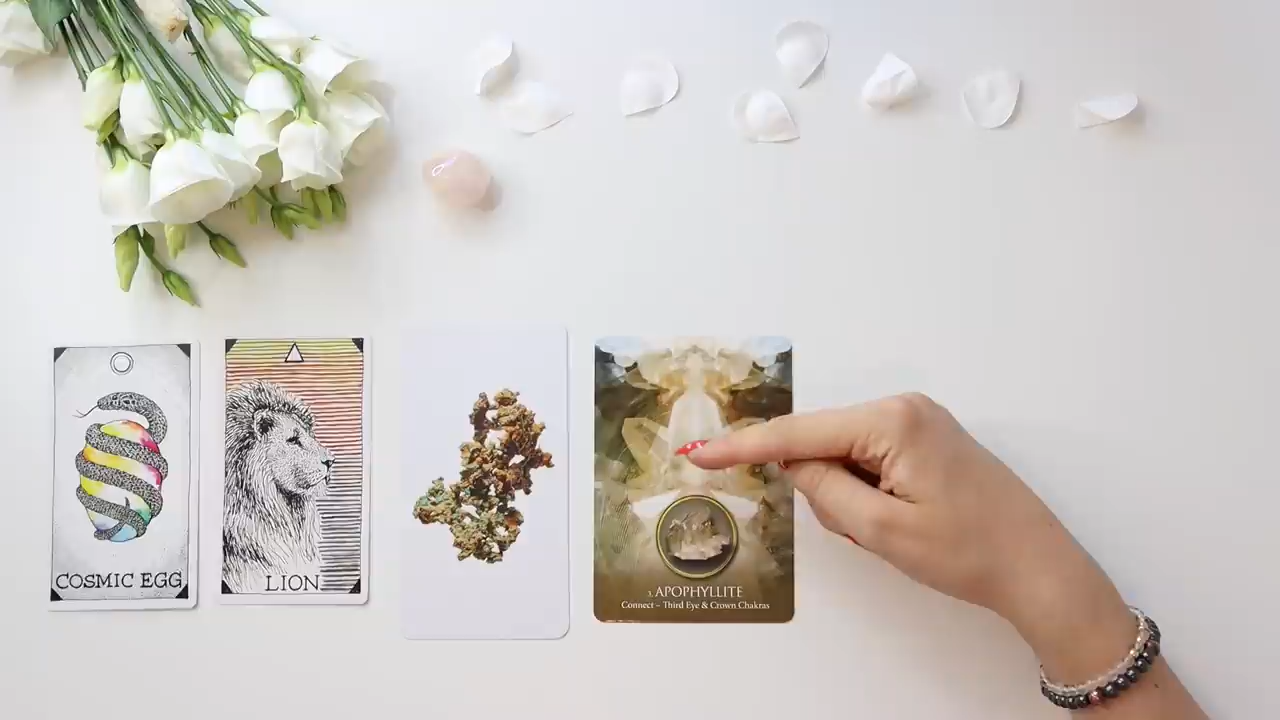 COSMIC EGG
LION
3. APOPHYLLITE
Connect – Third Eye & Crown Chakras